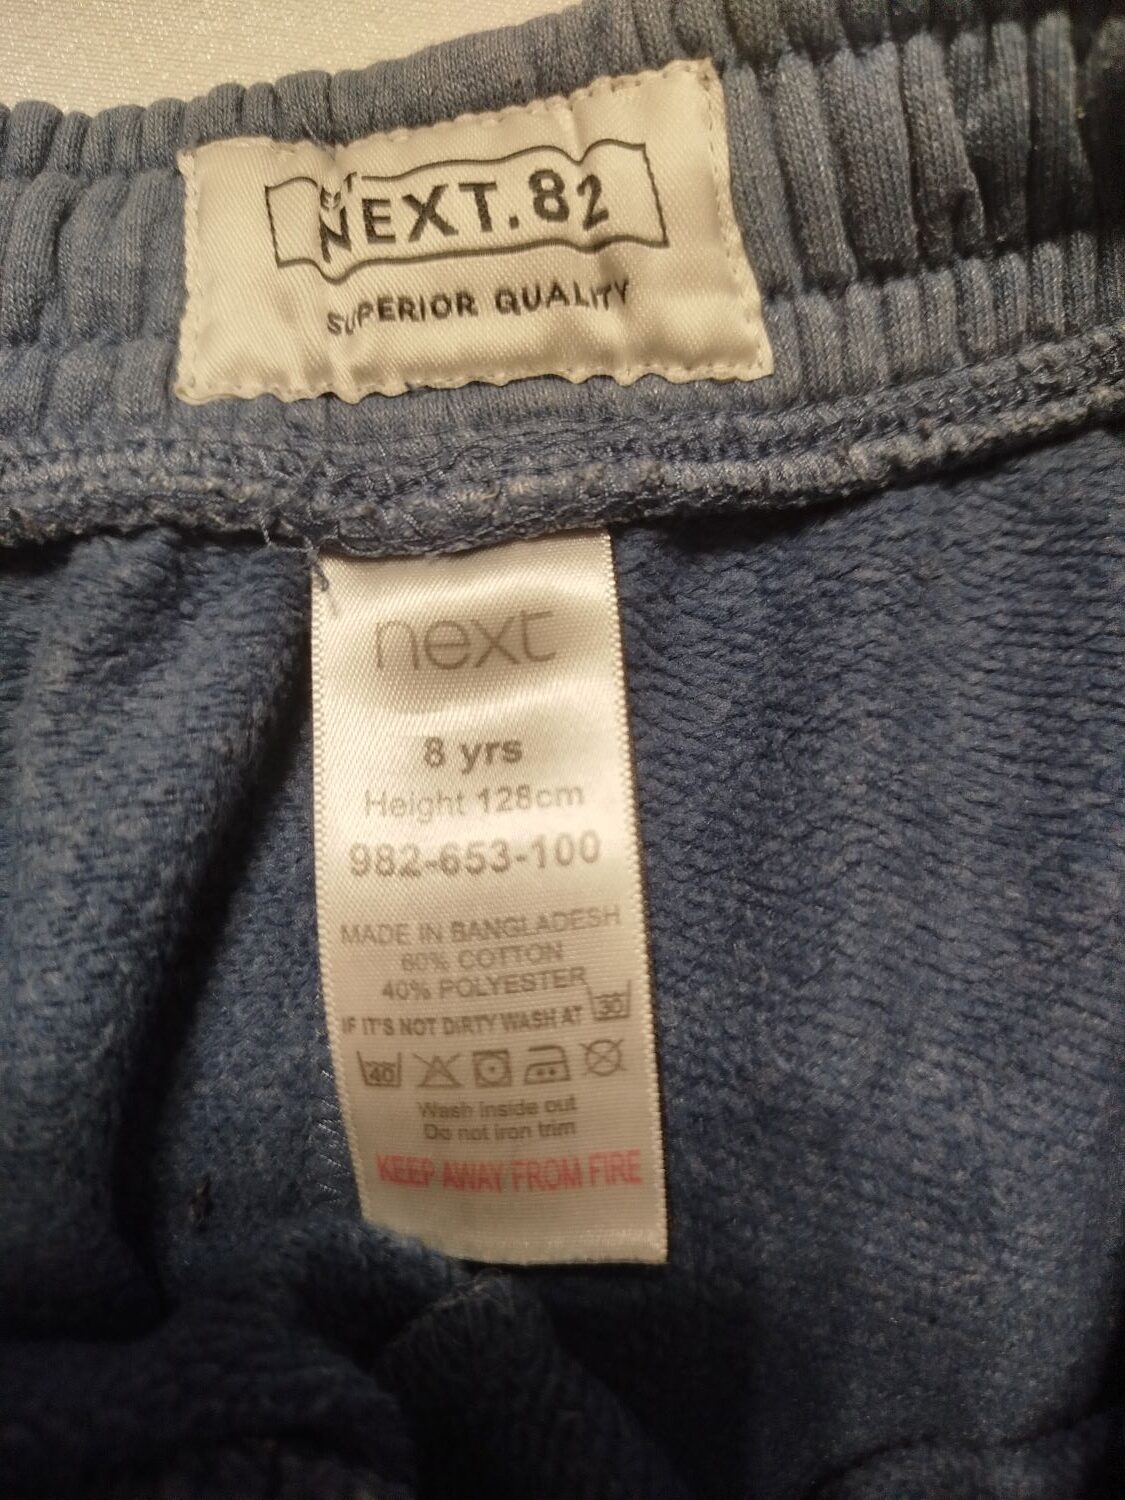 NEXT.82
SUPERIOR QUALITY
next
8 yrs
Height 128cm
982-653-100
MADE IN BANGLADESH
60% COTTON
40% POLYESTER
IF IT'S NOT DIRTY WASH AT 30
40
Wash inside out
Do not iron trim
KEEP AWAY FROM FIRE